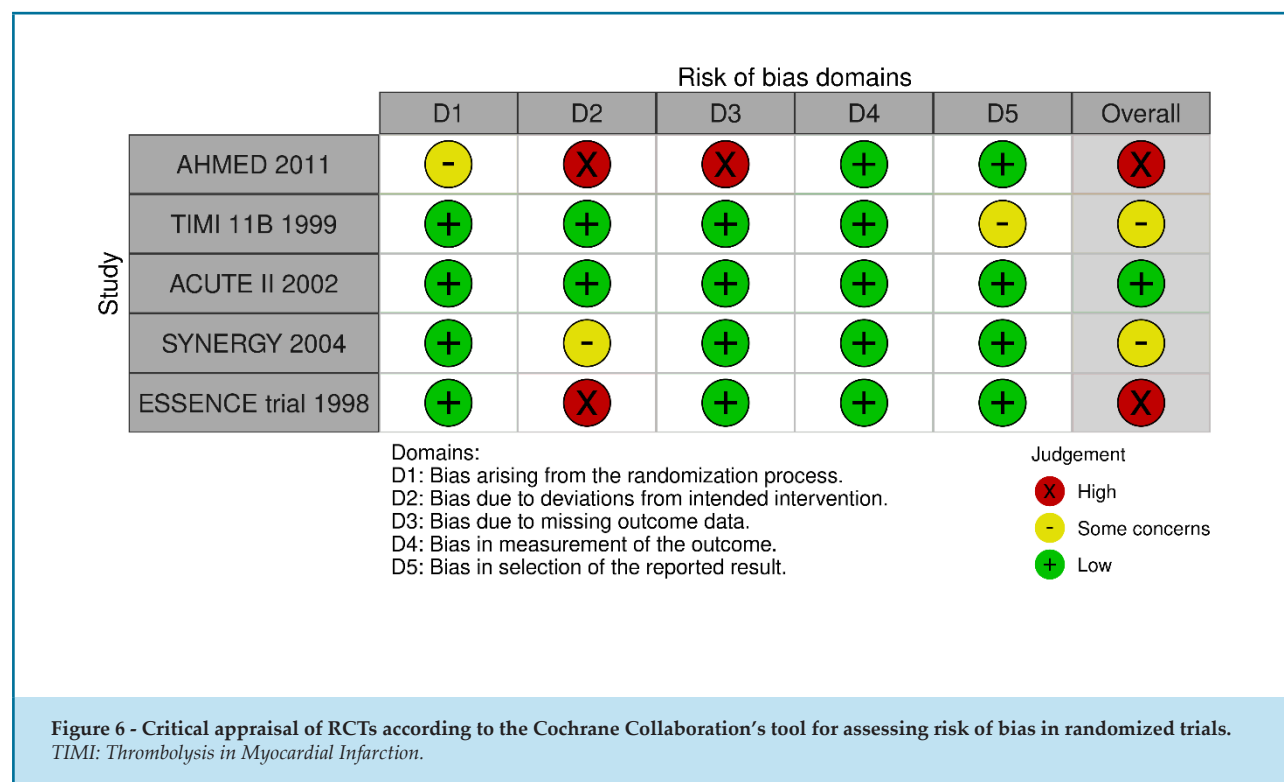 Risk of bias domains
D1 D2 D3 D4 D5 Overall
Study
AHMED 2011 - X X + + X
TIMI 11B 1999 + + + + - -
ACUTE II 2002 + + + + + +
SYNERGY 2004 + - + + + -
ESSENCE trial 1998 + X + + + X
Domains:
D1: Bias arising from the randomization process.
D2: Bias due to deviations from intended intervention.
D3: Bias due to missing outcome data.
D4: Bias in measurement of the outcome.
D5: Bias in selection of the reported result.
Judgement
X High
- Some concerns
+ Low
Figure 6 - Critical appraisal of RCTs according to the Cochrane Collaboration's tool for assessing risk of bias in randomized trials.
TIMI: Thrombolysis in Myocardial Infarction.